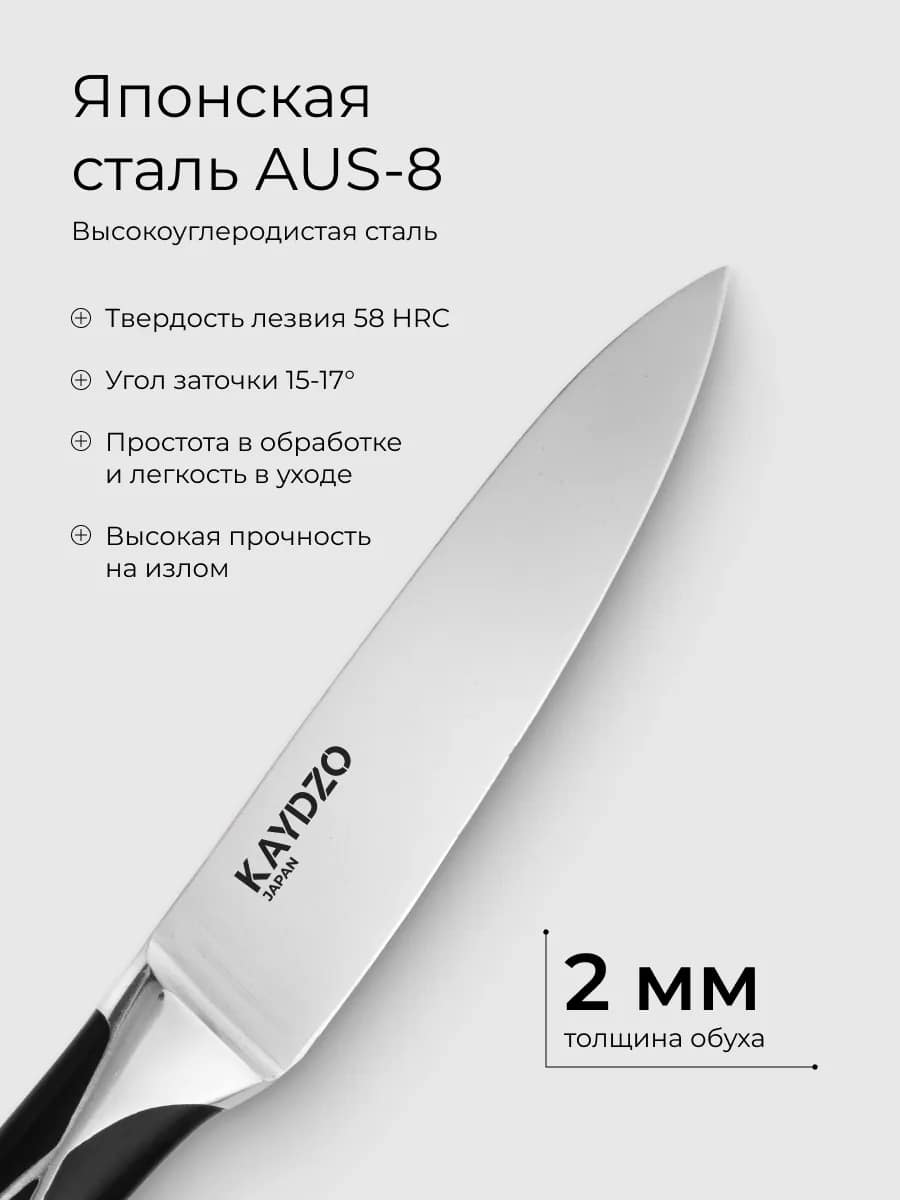 Японская
сталь AUS-8
Высокоуглеродистая сталь
Твердость лезвия 58 HRC
Угол заточки 15-17°
Простота в обработке
и легкость в уходе
Высокая прочность
на излом
KAYDZO
JAPAN
2 мм
толщина обуха